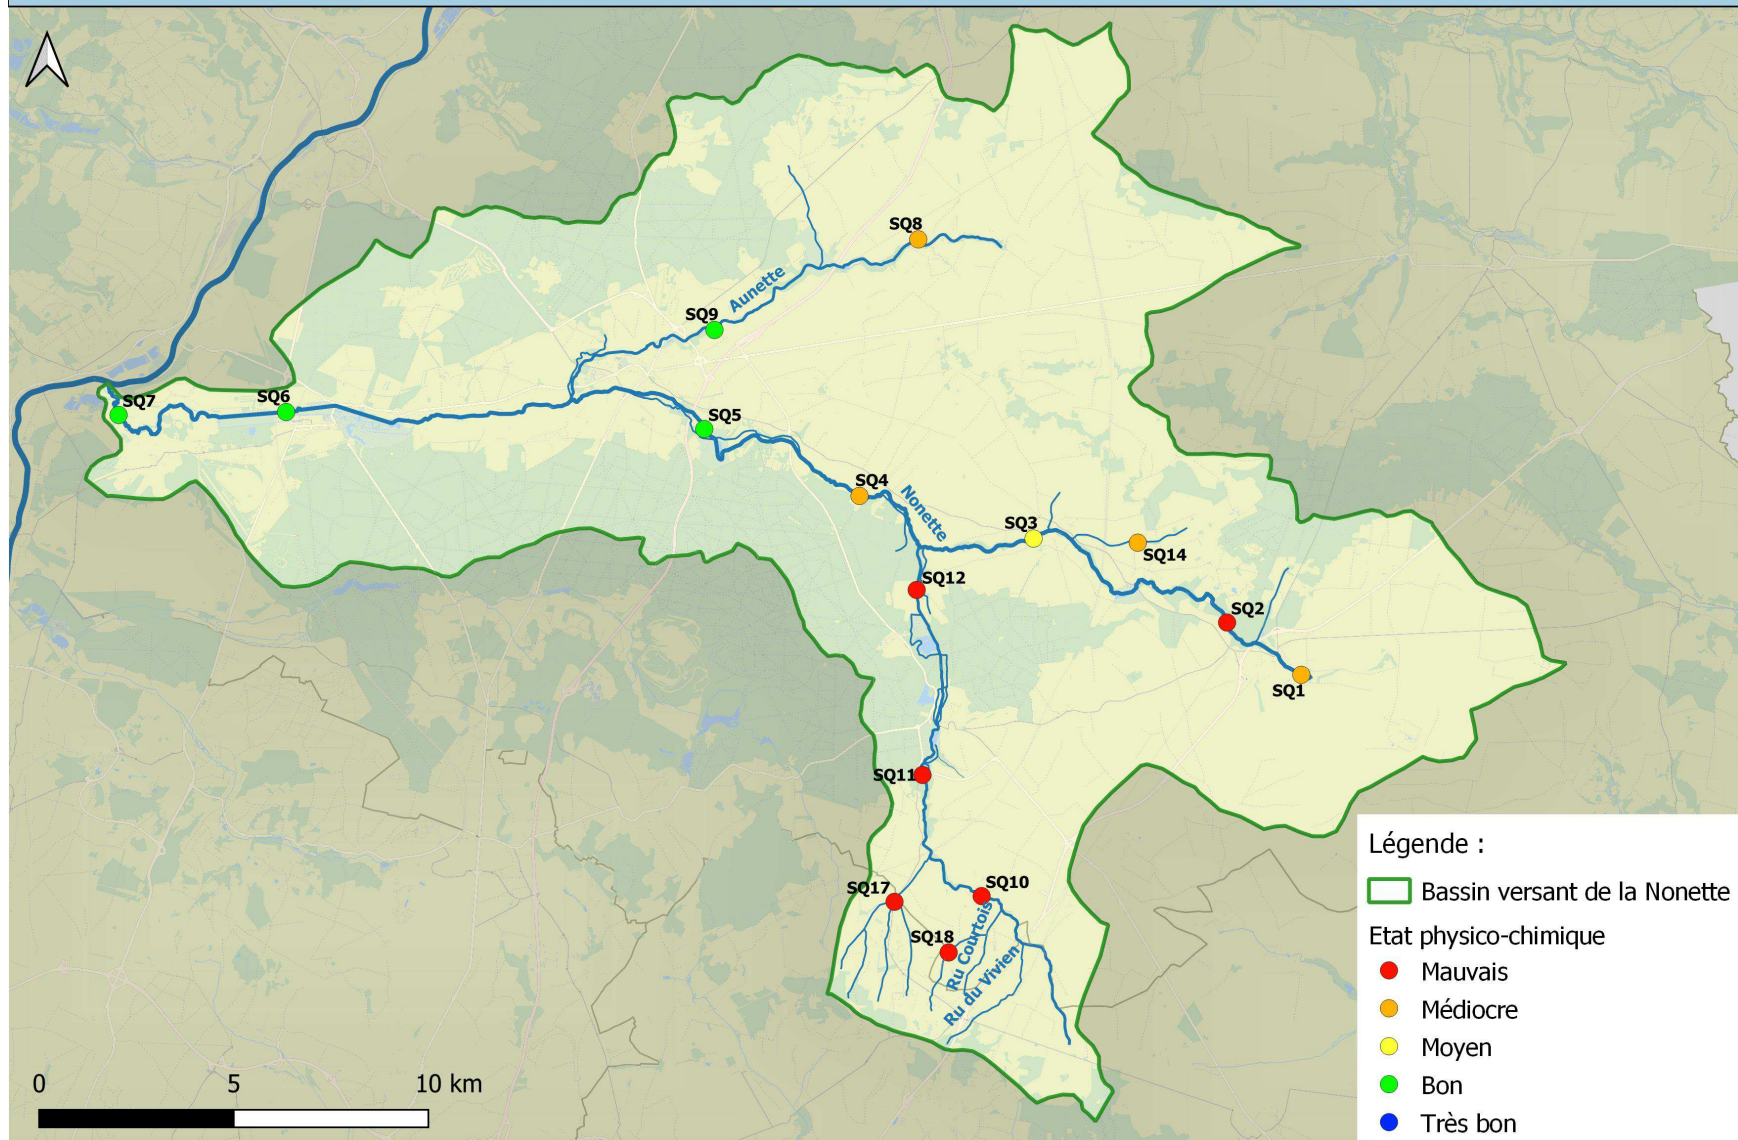 SQ8
Aunette
SQ9
SQ7
SQ6
SQ5
SQ4
Nonette
SQ3
SQ14
SQ12
SQ2
SQ1
SQ11
SQ17
SQ10
SQ18
Ru Courtois
Ru du Vivien
0 5 10 km
Légende :
Bassin versant de la Nonette
Etat physico-chimique
Mauvais
Médiocre
Moyen
Bon
Très bon